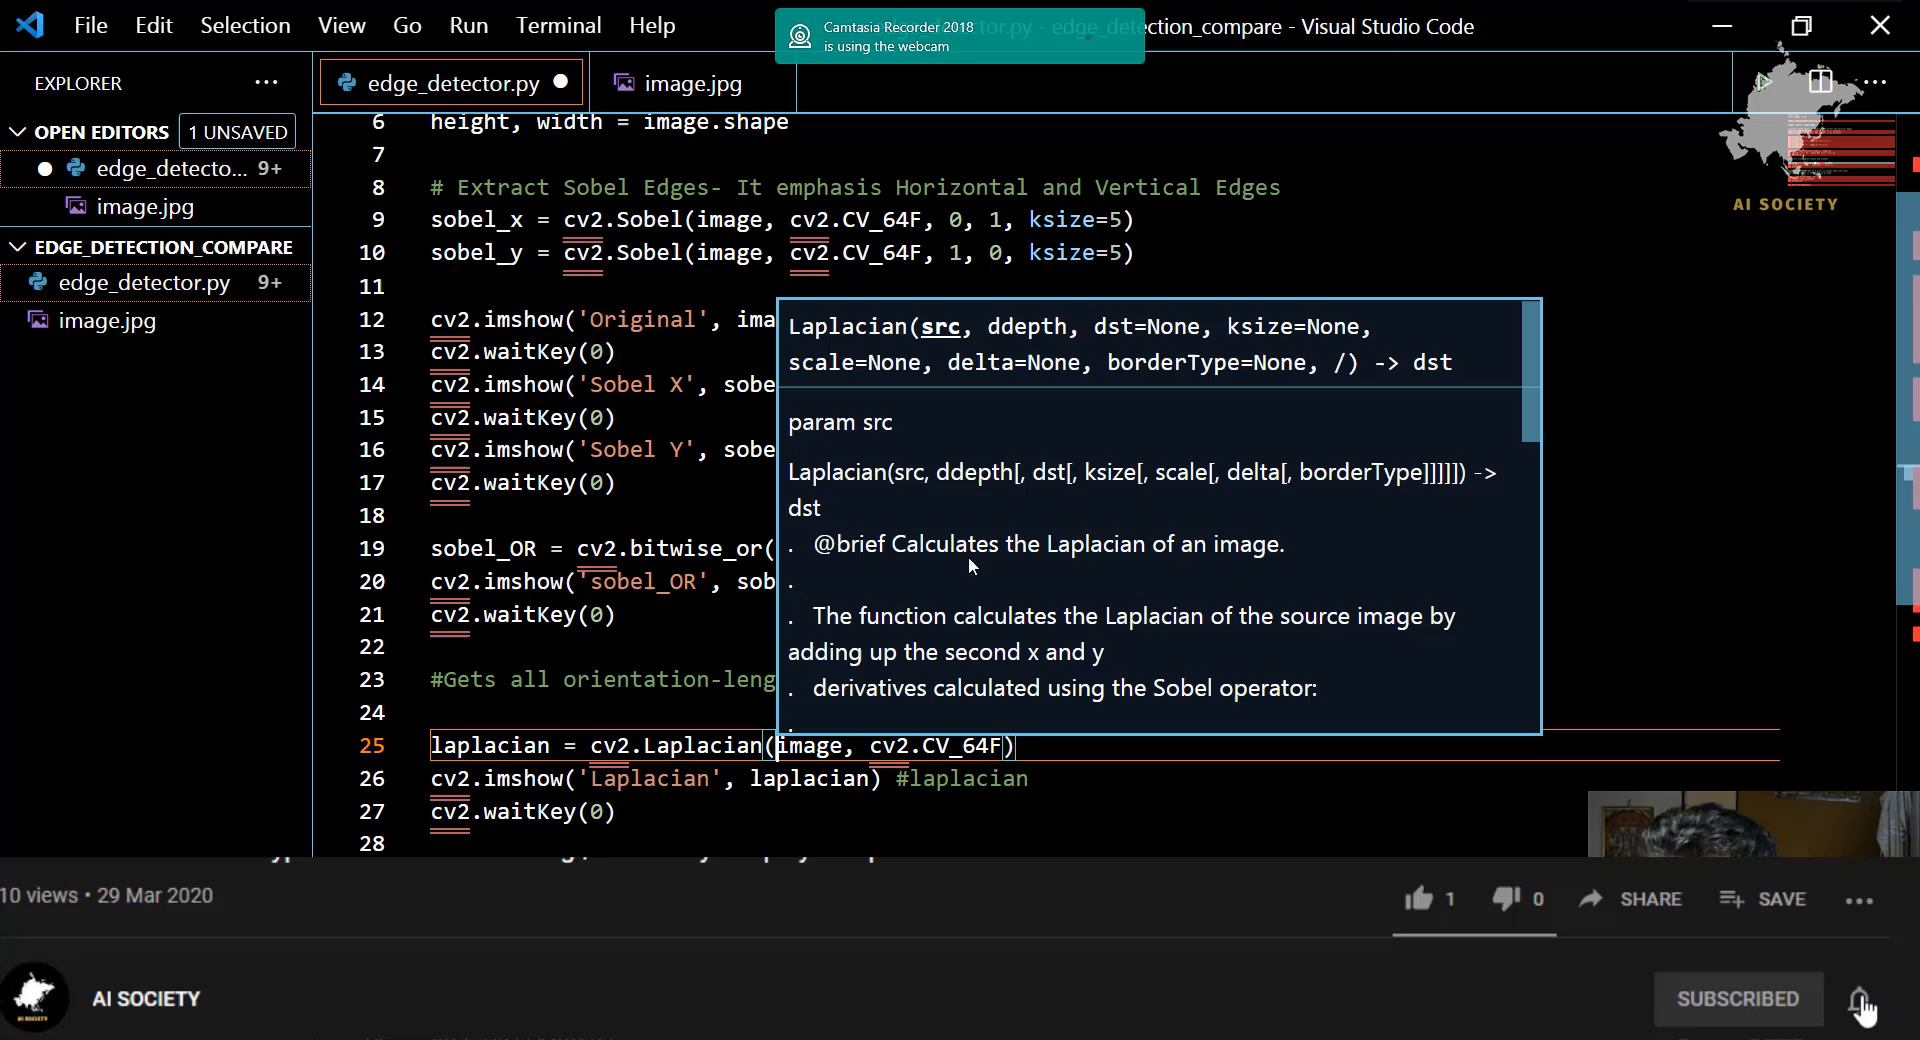 File Edit Selection View Go Run Terminal Help
Camtasia Recorder 2018
is using the webcam
tor.py - edge_detection_compare - Visual Studio Code
EXPLORER
edge_detector.py
image.jpg
OPEN EDITORS 1 UNSAVED
edge_detecto... 9+
image.jpg
EDGE_DETECTION_COMPARE
edge_detector.py 9+
image.jpg
AI SOCIETY
6 height, width = image.shape
7
8 # Extract Sobel Edges- It emphasis Horizontal and Vertical Edges
9 sobel_x = cv2.Sobel(image, cv2.CV_64F, 0, 1, ksize=5)
10 sobel_y = cv2.Sobel(image, cv2.CV_64F, 1, 0, ksize=5)
11
12 cv2.imshow('Original', ima
13 cv2.waitKey(0)
14 cv2.imshow('Sobel X', sobe
15 cv2.waitKey(0)
16 cv2.imshow('Sobel Y', sobe
17 cv2.waitKey(0)
18
19 sobel_OR = cv2.bitwise_or(
20 cv2.imshow('sobel_OR', sob
21 cv2.waitKey(0)
22
23 #Gets all orientation-leng
24
25 laplacian = cv2.Laplacian(image, cv2.CV_64F)
26 cv2.imshow('Laplacian', laplacian) #laplacian
27 cv2.waitKey(0)
28
Laplacian(src, ddepth, dst=None, ksize=None,
scale=None, delta=None, borderType=None, /) -> dst
param src
Laplacian(src, ddepth[, dst[, ksize[, scale[, delta[, borderType]]]]]) ->
dst
. @brief Calculates the Laplacian of an image.
.
. The function calculates the Laplacian of the source image by
adding up the second x and y
. derivatives calculated using the Sobel operator:
.
10 views • 29 Mar 2020
1 0 SHARE SAVE
AI SOCIETY
SUBSCRIBED